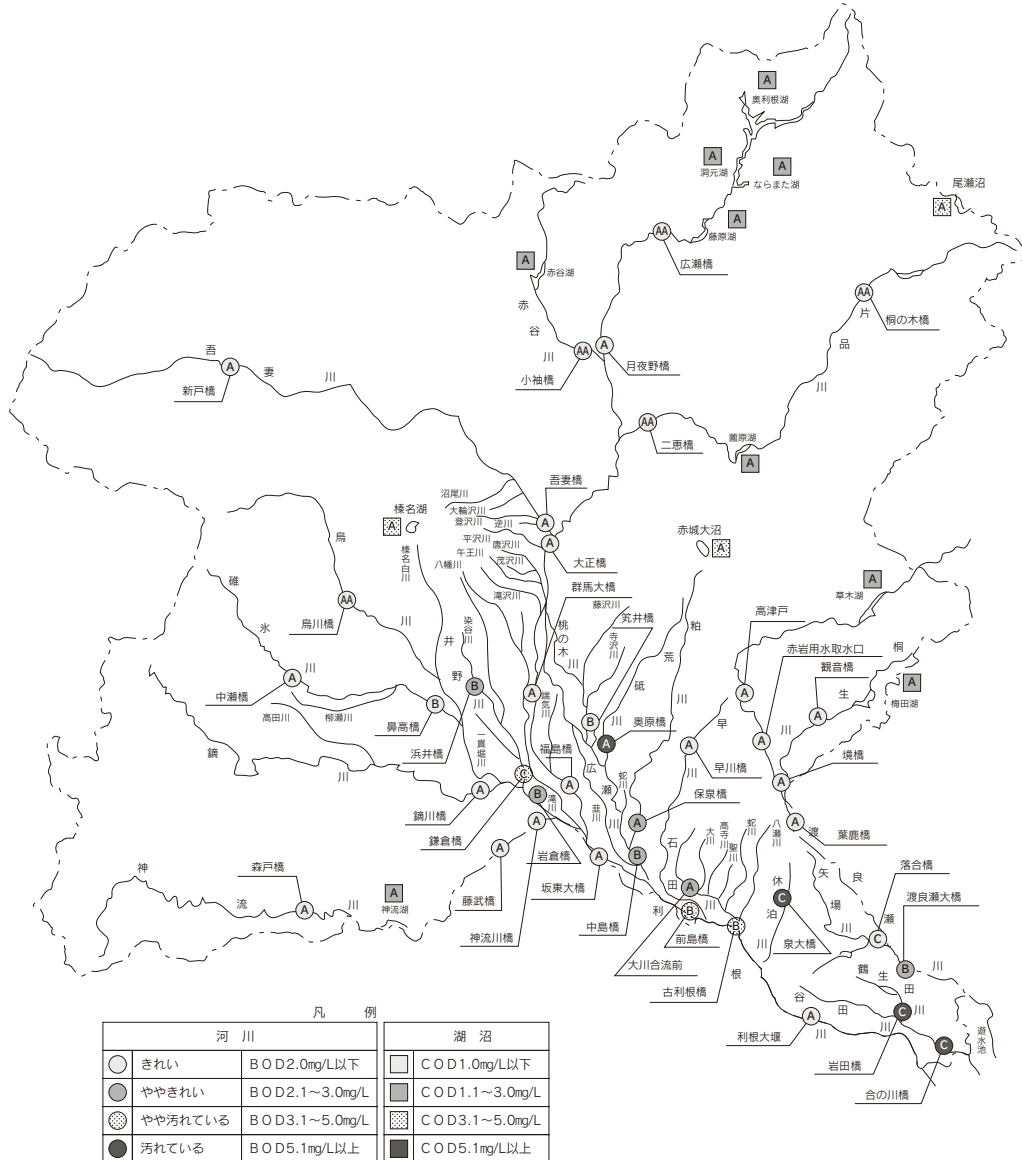 A
奥利根湖
A
洞元湖
A
ならまた湖
尾瀬沼
A
A
藤原湖
AA
広瀬橋
A
赤谷湖
赤谷川
AA
桐の木橋
片品川
AA
小袖橋
A
月夜野橋
吾妻川
A
新戸橋
AA
二恵橋
薗原湖
A
吾妻橋
A
沼尾川
大輪沢川
登沢川
逆川
平沢川
唐沢川
午王川
茂沢川
八幡川
滝沢川
A
大正橋
榛名湖
A
榛名白川
赤城大沼
A
烏川
AA
烏川橋
碓氷川
A
中瀬橋
柳瀬川
高田川
B
鼻高橋
井野川
染谷川
B
浜井橋
一貫堀川
群馬大橋
A
端気川
桃の木川
藤沢川
寺沢川
笂井橋
B
荒砥川
A
奥原橋
粕川
広瀬川
蛇川
福島橋
A
韮川
C
鎌倉橋
B
滝川
岩倉橋
鏑川
A
鏑川橋
A
神流川橋
A
藤武橋
神流川
森戸橋
A
A
神流湖
A
坂東大橋
A
保泉橋
B
中島橋
高津戸
A
草木湖
A
赤岩用水取水口
A
観音橋
A
桐生川
A
梅田湖
早川
A
早川橋
A
境橋
A
葉鹿橋
渡良瀬川
矢場川
落合橋
C
渡良瀬大橋
B
石田川
大川
高寺川
聖川
蛇川
八瀬川
A
大川合流前
B
前島橋
B
古利根橋
休泊川
C
泉大橋
利根川
A
利根大堰
谷田川
鶴生田川
C
岩田橋
C
合の川橋
遊水池
凡 例
河 川 湖 沼
きれい BOD2.0mg/L以下 COD1.0mg/L以下
ややきれい BOD2.1～3.0mg/L COD1.1～3.0mg/L
やや汚れている BOD3.1～5.0mg/L COD3.1～5.0mg/L
汚れている BOD5.1mg/L以上 COD5.1mg/L以上